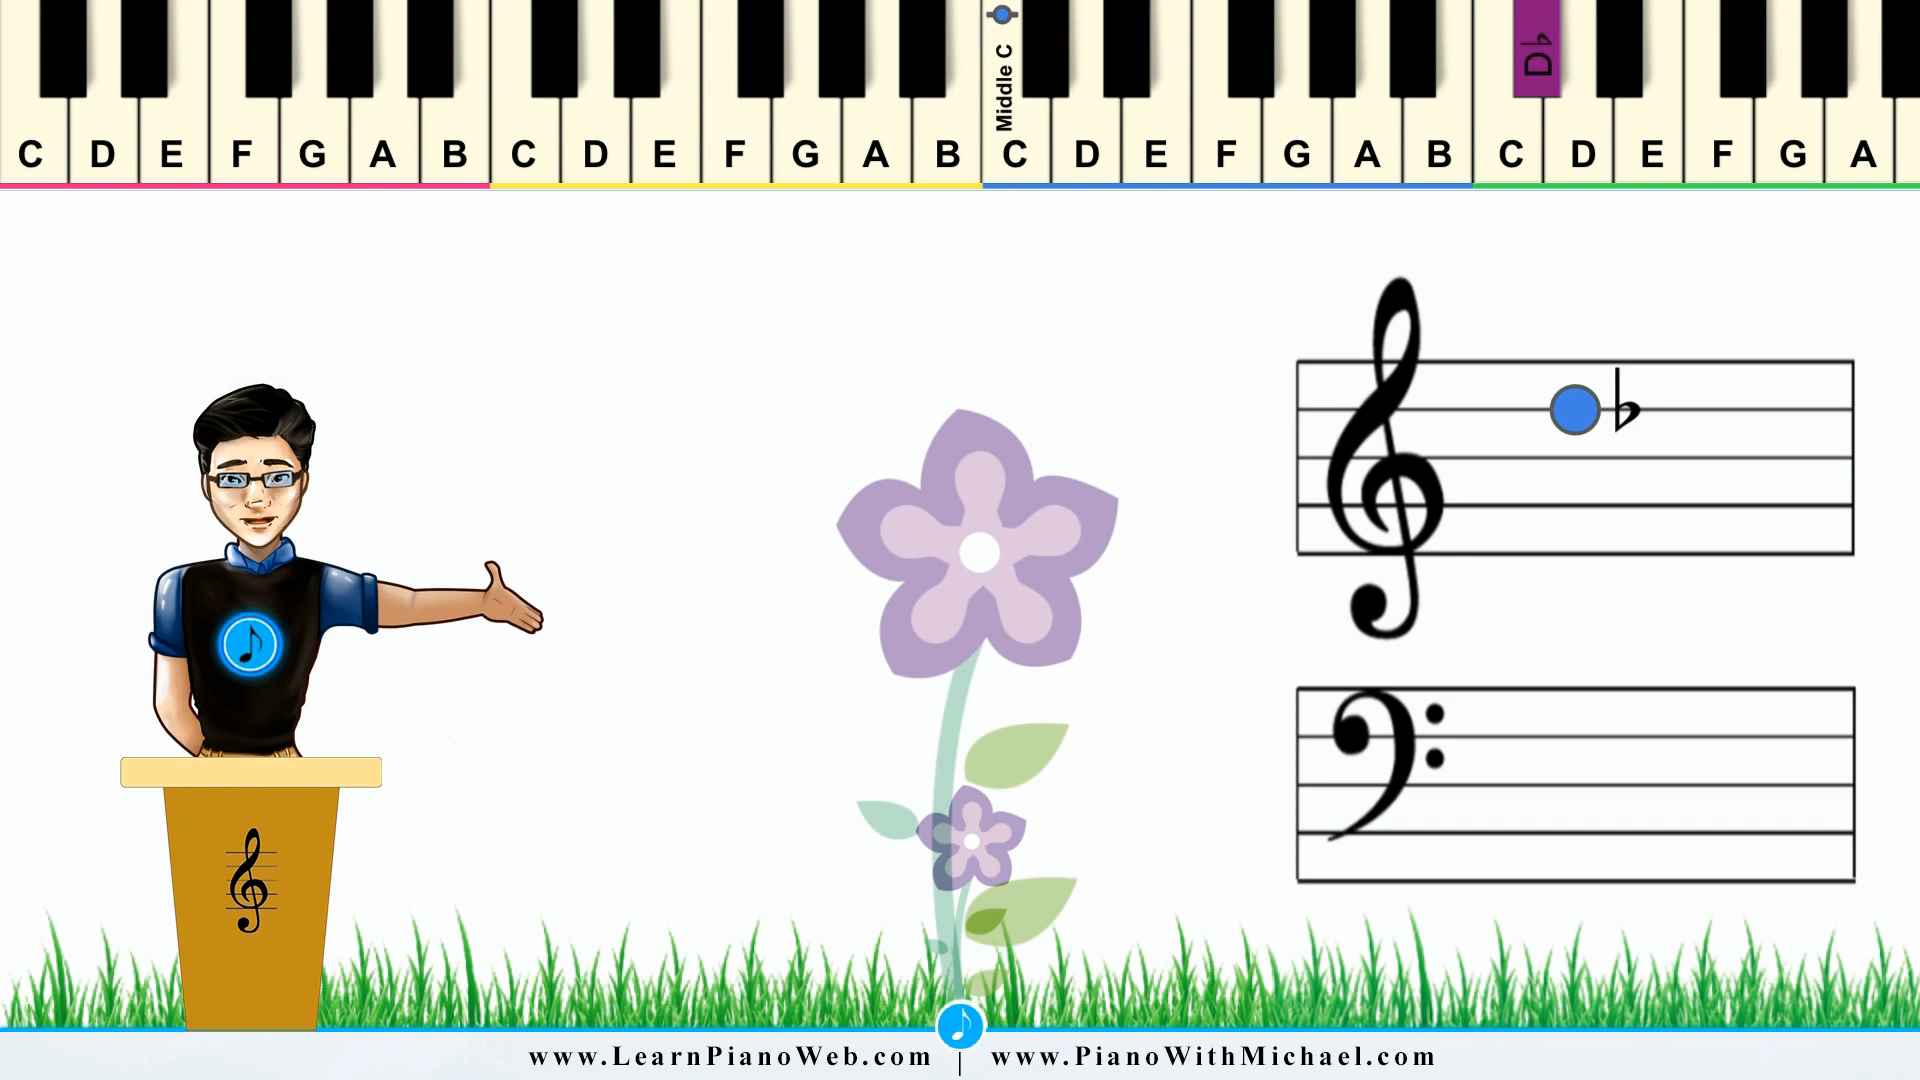 Middle C
D♭
C D E F G A B C D E F G A B C D E F G A B C D E F G A
www.LearnPianoWeb.com | www.PianoWithMichael.com